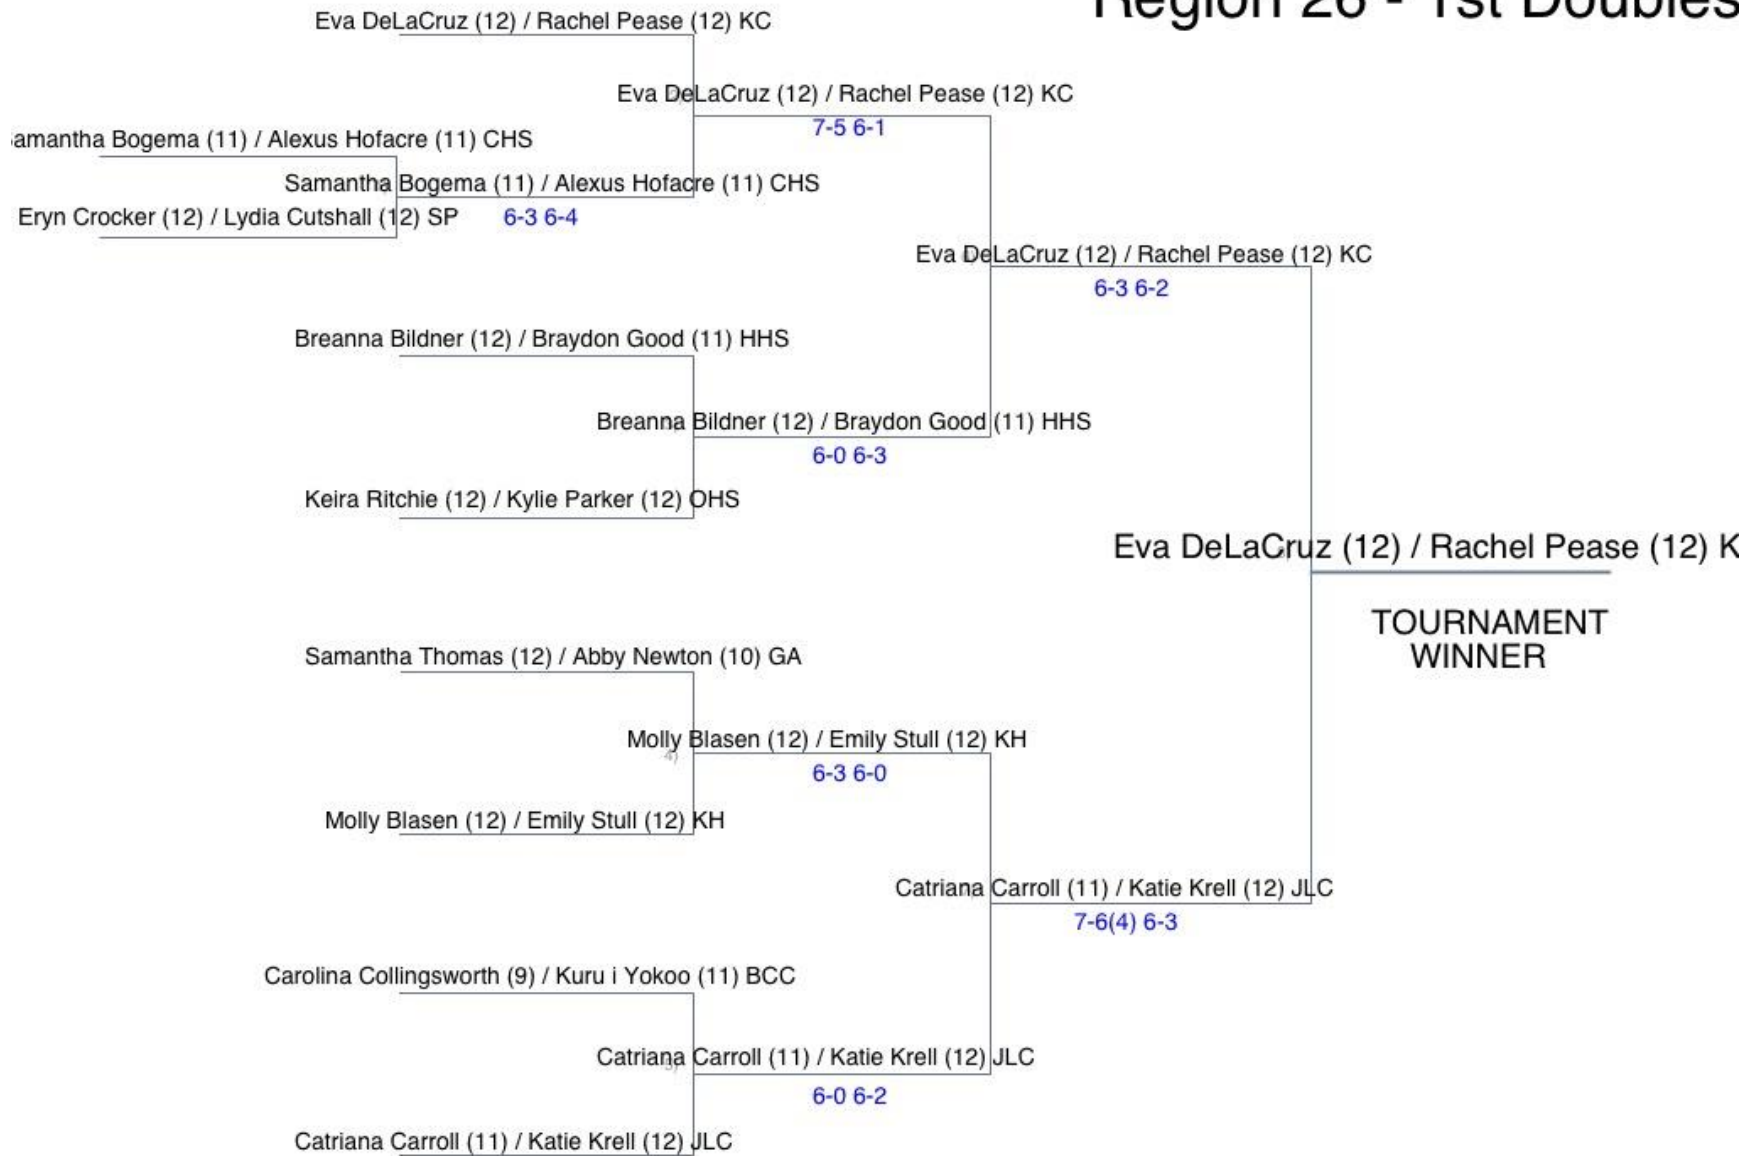 Region 26 - 1st Doubles
Eva DeLaCruz (12) / Rachel Pease (12) KC
Eva DeLaCruz (12) / Rachel Pease (12) KC
7-5 6-1
amantha Bogema (11) / Alexus Hofacre (11) CHS
Samantha Bogema (11) / Alexus Hofacre (11) CHS
Eryn Crocker (12) / Lydia Cutshall (12) SP
6-3 6-4
Eva DeLaCruz (12) / Rachel Pease (12) KC
6-3 6-2
Breanna Bildner (12) / Braydon Good (11) HHS
Breanna Bildner (12) / Braydon Good (11) HHS
6-0 6-3
Keira Ritchie (12) / Kylie Parker (12) OHS
Eva DeLaCruz (12) / Rachel Pease (12) K
TOURNAMENT
WINNER
Samantha Thomas (12) / Abby Newton (10) GA
Molly Blasen (12) / Emily Stull (12) KH
4)
6-3 6-0
Molly Blasen (12) / Emily Stull (12) KH
Catriana Carroll (11) / Katie Krell (12) JLC
7-6(4) 6-3
Carolina Collingsworth (9) / Kuru i Yokoo (11) BCC
Catriana Carroll (11) / Katie Krell (12) JLC
6-0 6-2
Catriana Carroll (11) / Katie Krell (12) JLC